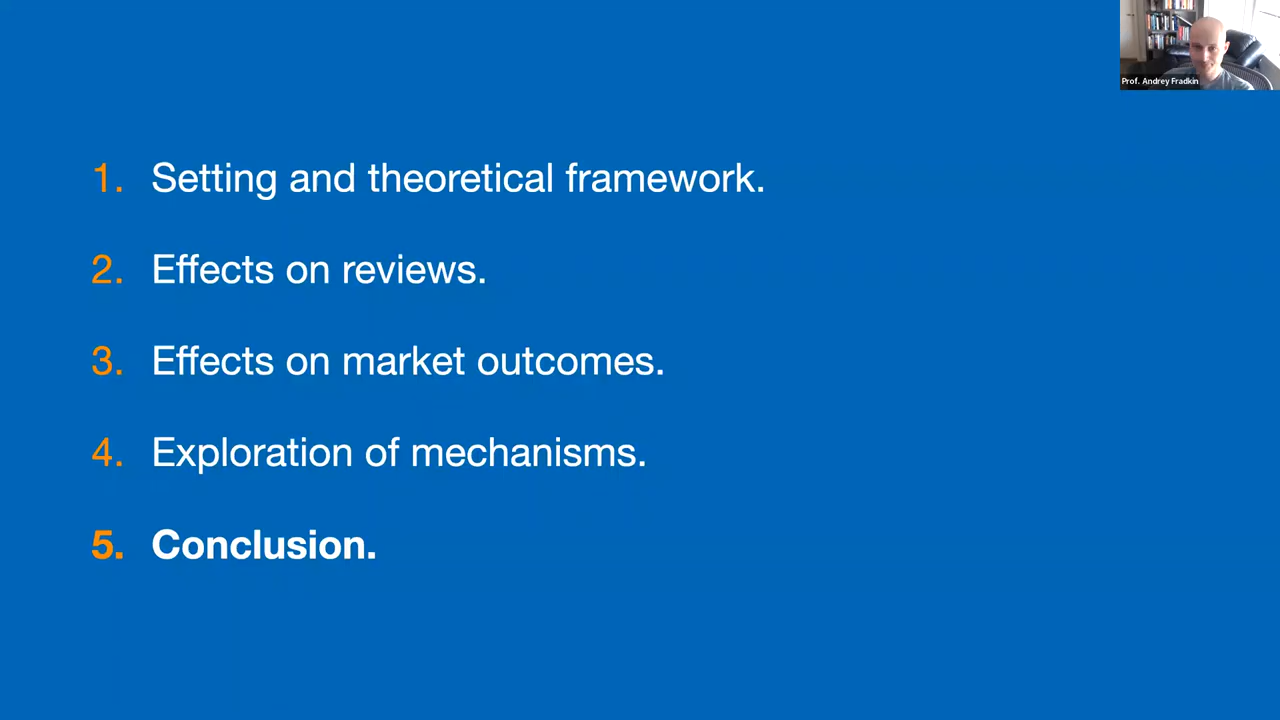 Prof. Andrey Fradkin
1. Setting and theoretical framework.
2. Effects on reviews.
3. Effects on market outcomes.
4. Exploration of mechanisms.
5. Conclusion.